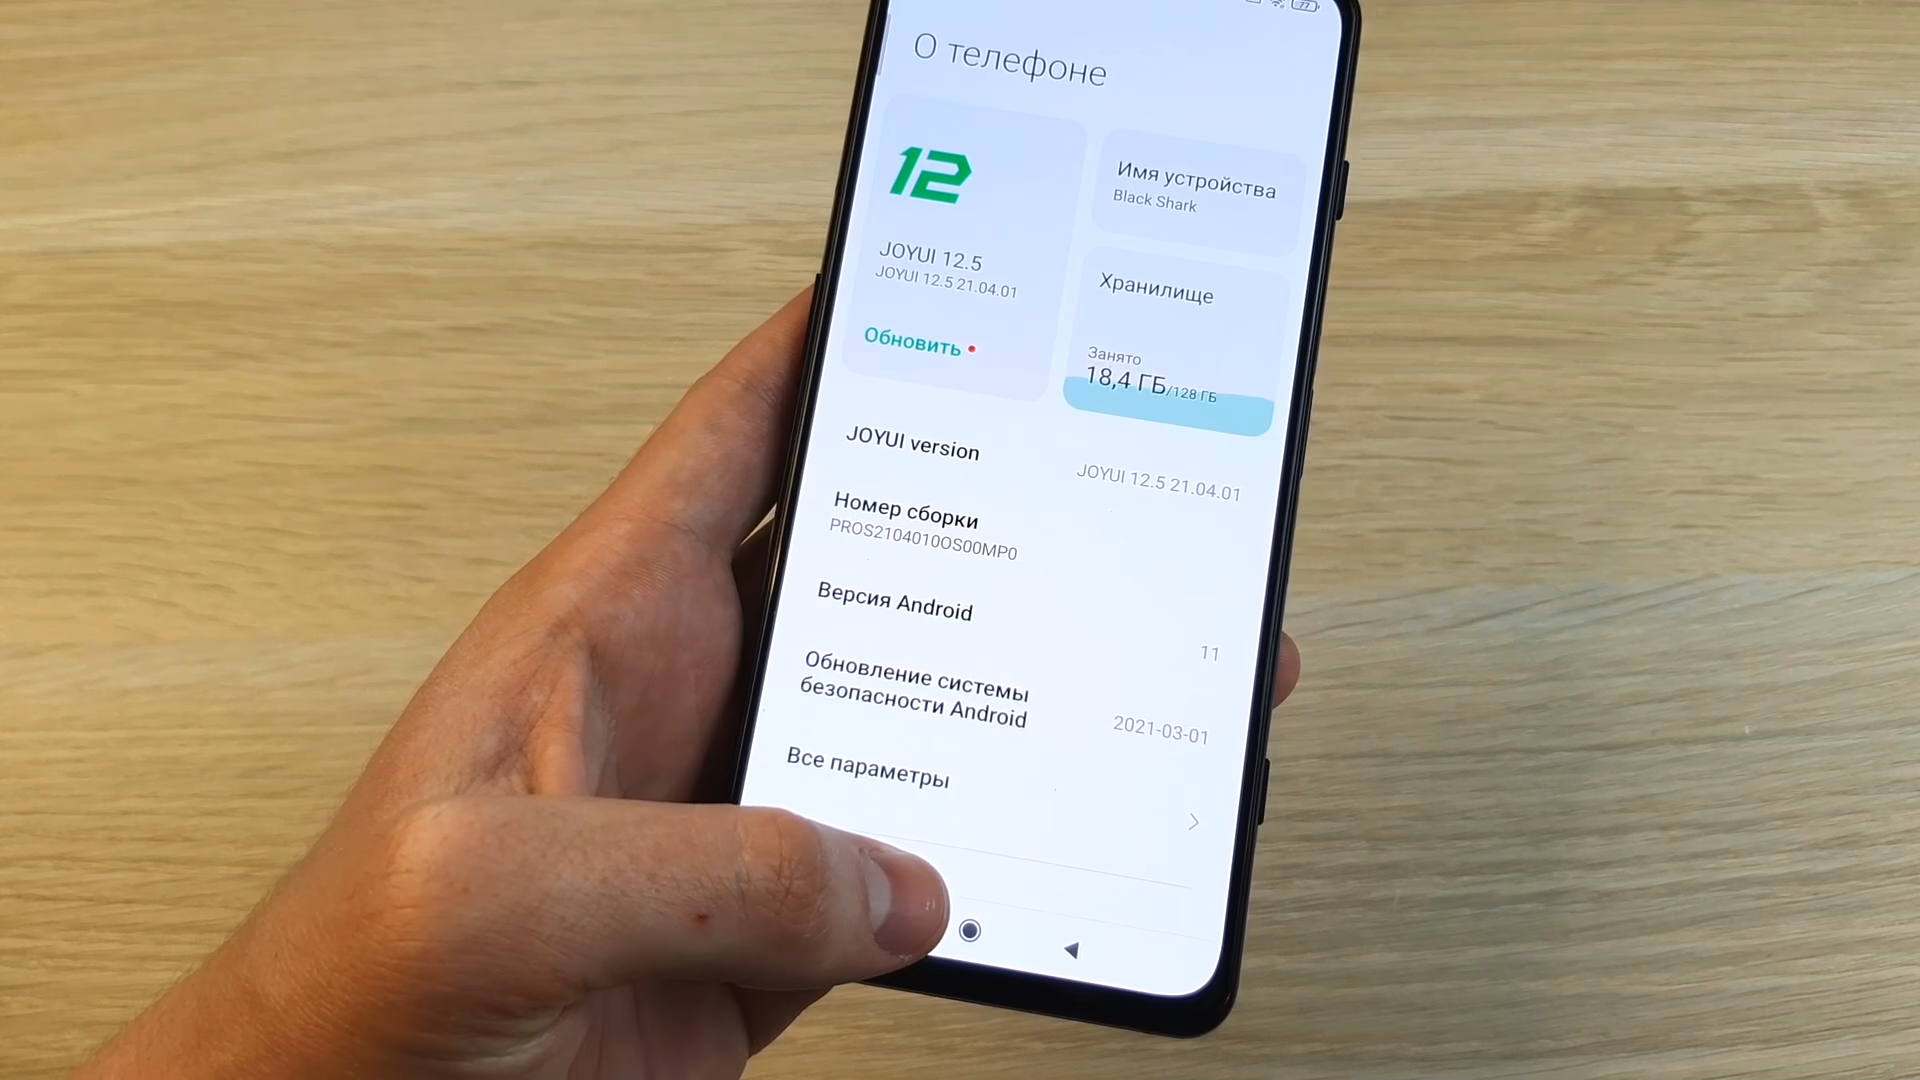 77
О телефоне
12
JOYUI 12.5
JOYUI 12.5 21.04.01
Обновить
Имя устройства
Black Shark
Хранилище
Занято
18,4 ГБ/128 ГБ
JOYUI version
JOYUI 12.5 21.04.01
Номер сборки
PROS2104010OS00MP0
Версия Android
11
Обновление системы
безопасности Android
2021-03-01
Все параметры